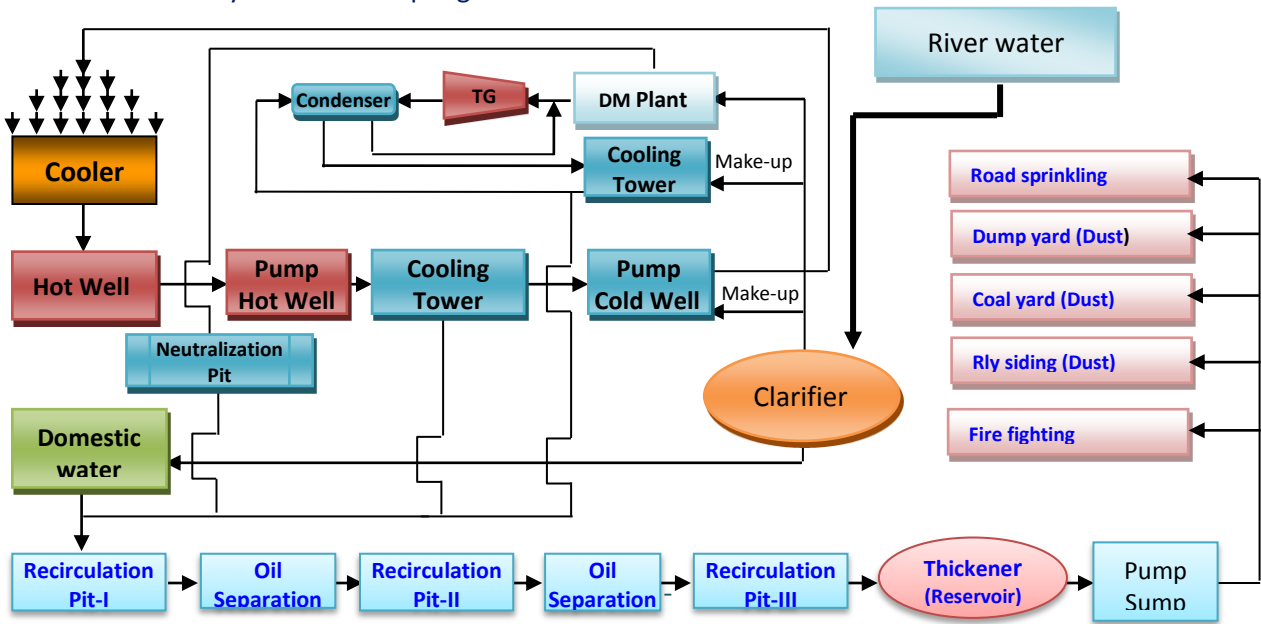 River water
Condenser
TG
DM Plant
Cooling
Tower
Make-up
Cooler
Road sprinkling
Dump yard (Dust)
Hot Well
Pump
Hot Well
Cooling
Tower
Pump
Cold Well
Make-up
Coal yard (Dust)
Neutralization
Pit
Rly siding (Dust)
Clarifier
Domestic
water
Fire fighting
Recirculation
Pit-I
Oil
Separation
Recirculation
Pit-II
Oil
Separation
Recirculation
Pit-III
Thickener
(Reservoir)
Pump
Sump